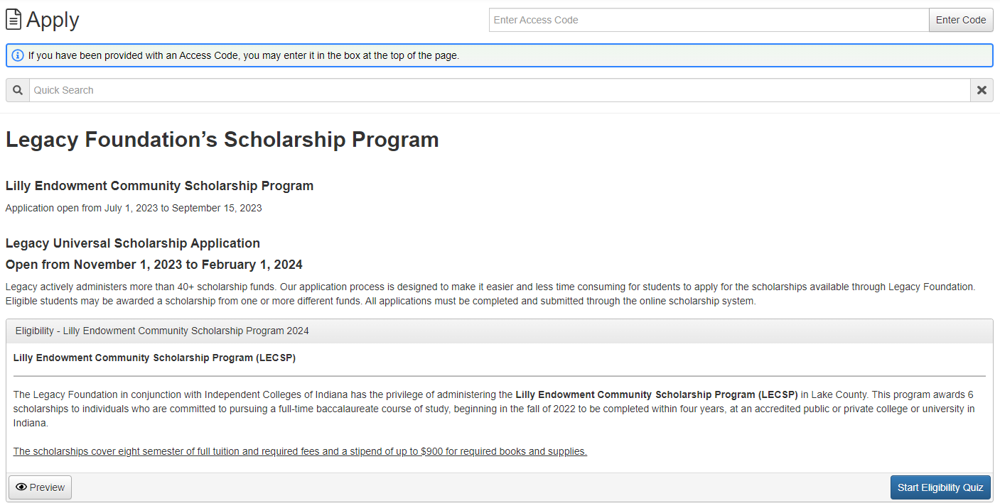 Apply
Enter Access Code
Enter Code
If you have been provided with an Access Code, you may enter it in the box at the top of the page.
Quick Search
Legacy Foundation’s Scholarship Program
Lilly Endowment Community Scholarship Program
Application open from July 1, 2023 to September 15, 2023
Legacy Universal Scholarship Application
Open from November 1, 2023 to February 1, 2024
Legacy actively administers more than 40+ scholarship funds. Our application process is designed to make it easier and less time consuming for students to apply for the scholarships available through Legacy Foundation.
Eligible students may be awarded a scholarship from one or more different funds. All applications must be completed and submitted through the online scholarship system.
Eligibility - Lilly Endowment Community Scholarship Program 2024
Lilly Endowment Community Scholarship Program (LECSP)
The Legacy Foundation in conjunction with Independent Colleges of Indiana has the privilege of administering the Lilly Endowment Community Scholarship Program (LECSP) in Lake County. This program awards 6
scholarships to individuals who are committed to pursuing a full-time baccalaureate course of study, beginning in the fall of 2022 to be completed within four years, at an accredited public or private college or university in
Indiana.
The scholarships cover eight semester of full tuition and required fees and a stipend of up to $900 for required books and supplies.
Preview
Start Eligibility Quiz